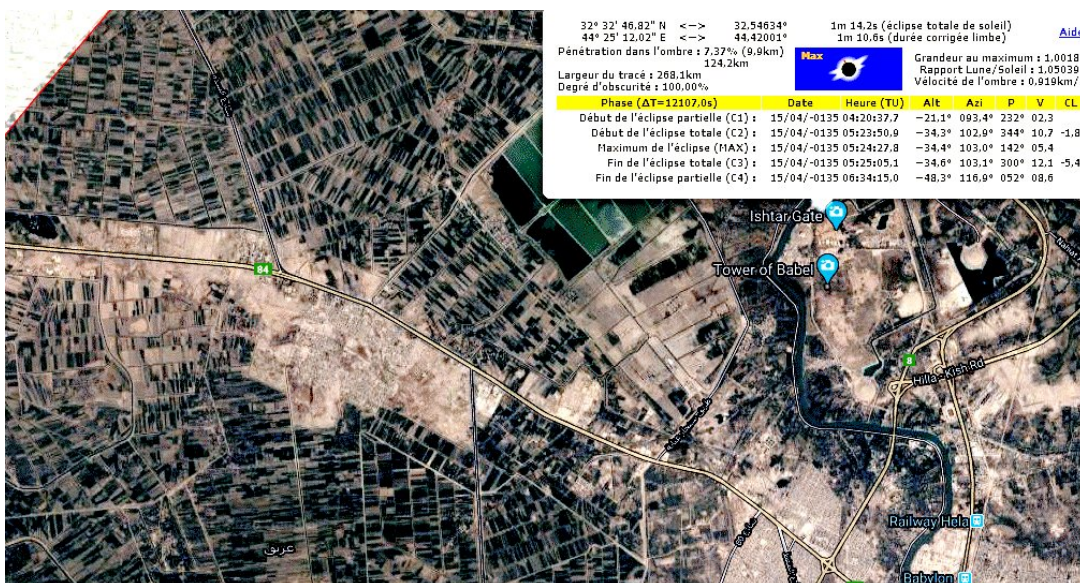 32° 32' 46,82" N <--> 32,54634° 1m 14,2s (éclipse totale de soleil)
44° 25' 12,02" E <--> 44,42001° 1m 10,6s (durée corrigée limbe) Aide
Pénétration dans l'ombre : 7,37% (9,9km)
124,2km
Largeur du tracé : 268,1km
Degré d'obscurité : 100,00%
Max
Grandeur au maximum : 1,0018
Rapport Lune/Soleil : 1,05039
Vélocité de l'ombre : 0,919km/
Phase (ΔT=12107,0s) Date Heure (TU) Alt Azi P V CL
Début de l'éclipse partielle (C1) : 15/04/-0135 04:20:37,7 −21,1° 093,4° 232° 02,3
Début de l'éclipse totale (C2) : 15/04/-0135 05:23:50,9 −34,3° 102,9° 344° 10,7 -1,8
Maximum de l'éclipse (MAX) : 15/04/-0135 05:24:27,8 −34,4° 103,0° 142° 05,4
Fin de l'éclipse totale (C3) : 15/04/-0135 05:25:05,1 −34,6° 103,1° 300° 12,1 -5,4
Fin de l'éclipse partielle (C4) : 15/04/-0135 06:34:15,0 −48,3° 116,9° 052° 08,6
Ishtar Gate
Tower of Babel
84
8
Hilla - Kish Rd
Railway Hela
Babylon